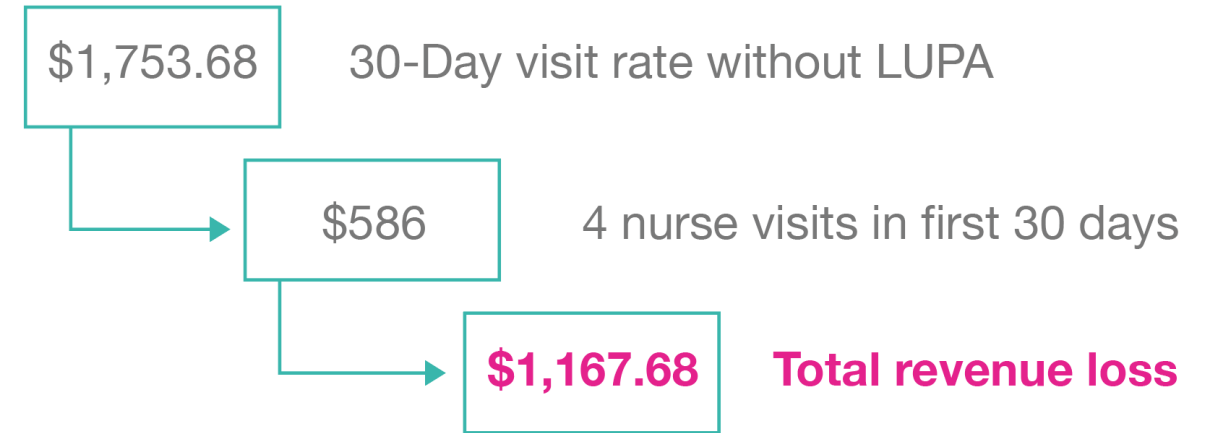 $1,753.68 30-Day visit rate without LUPA
$586 4 nurse visits in first 30 days
$1,167.68 Total revenue loss